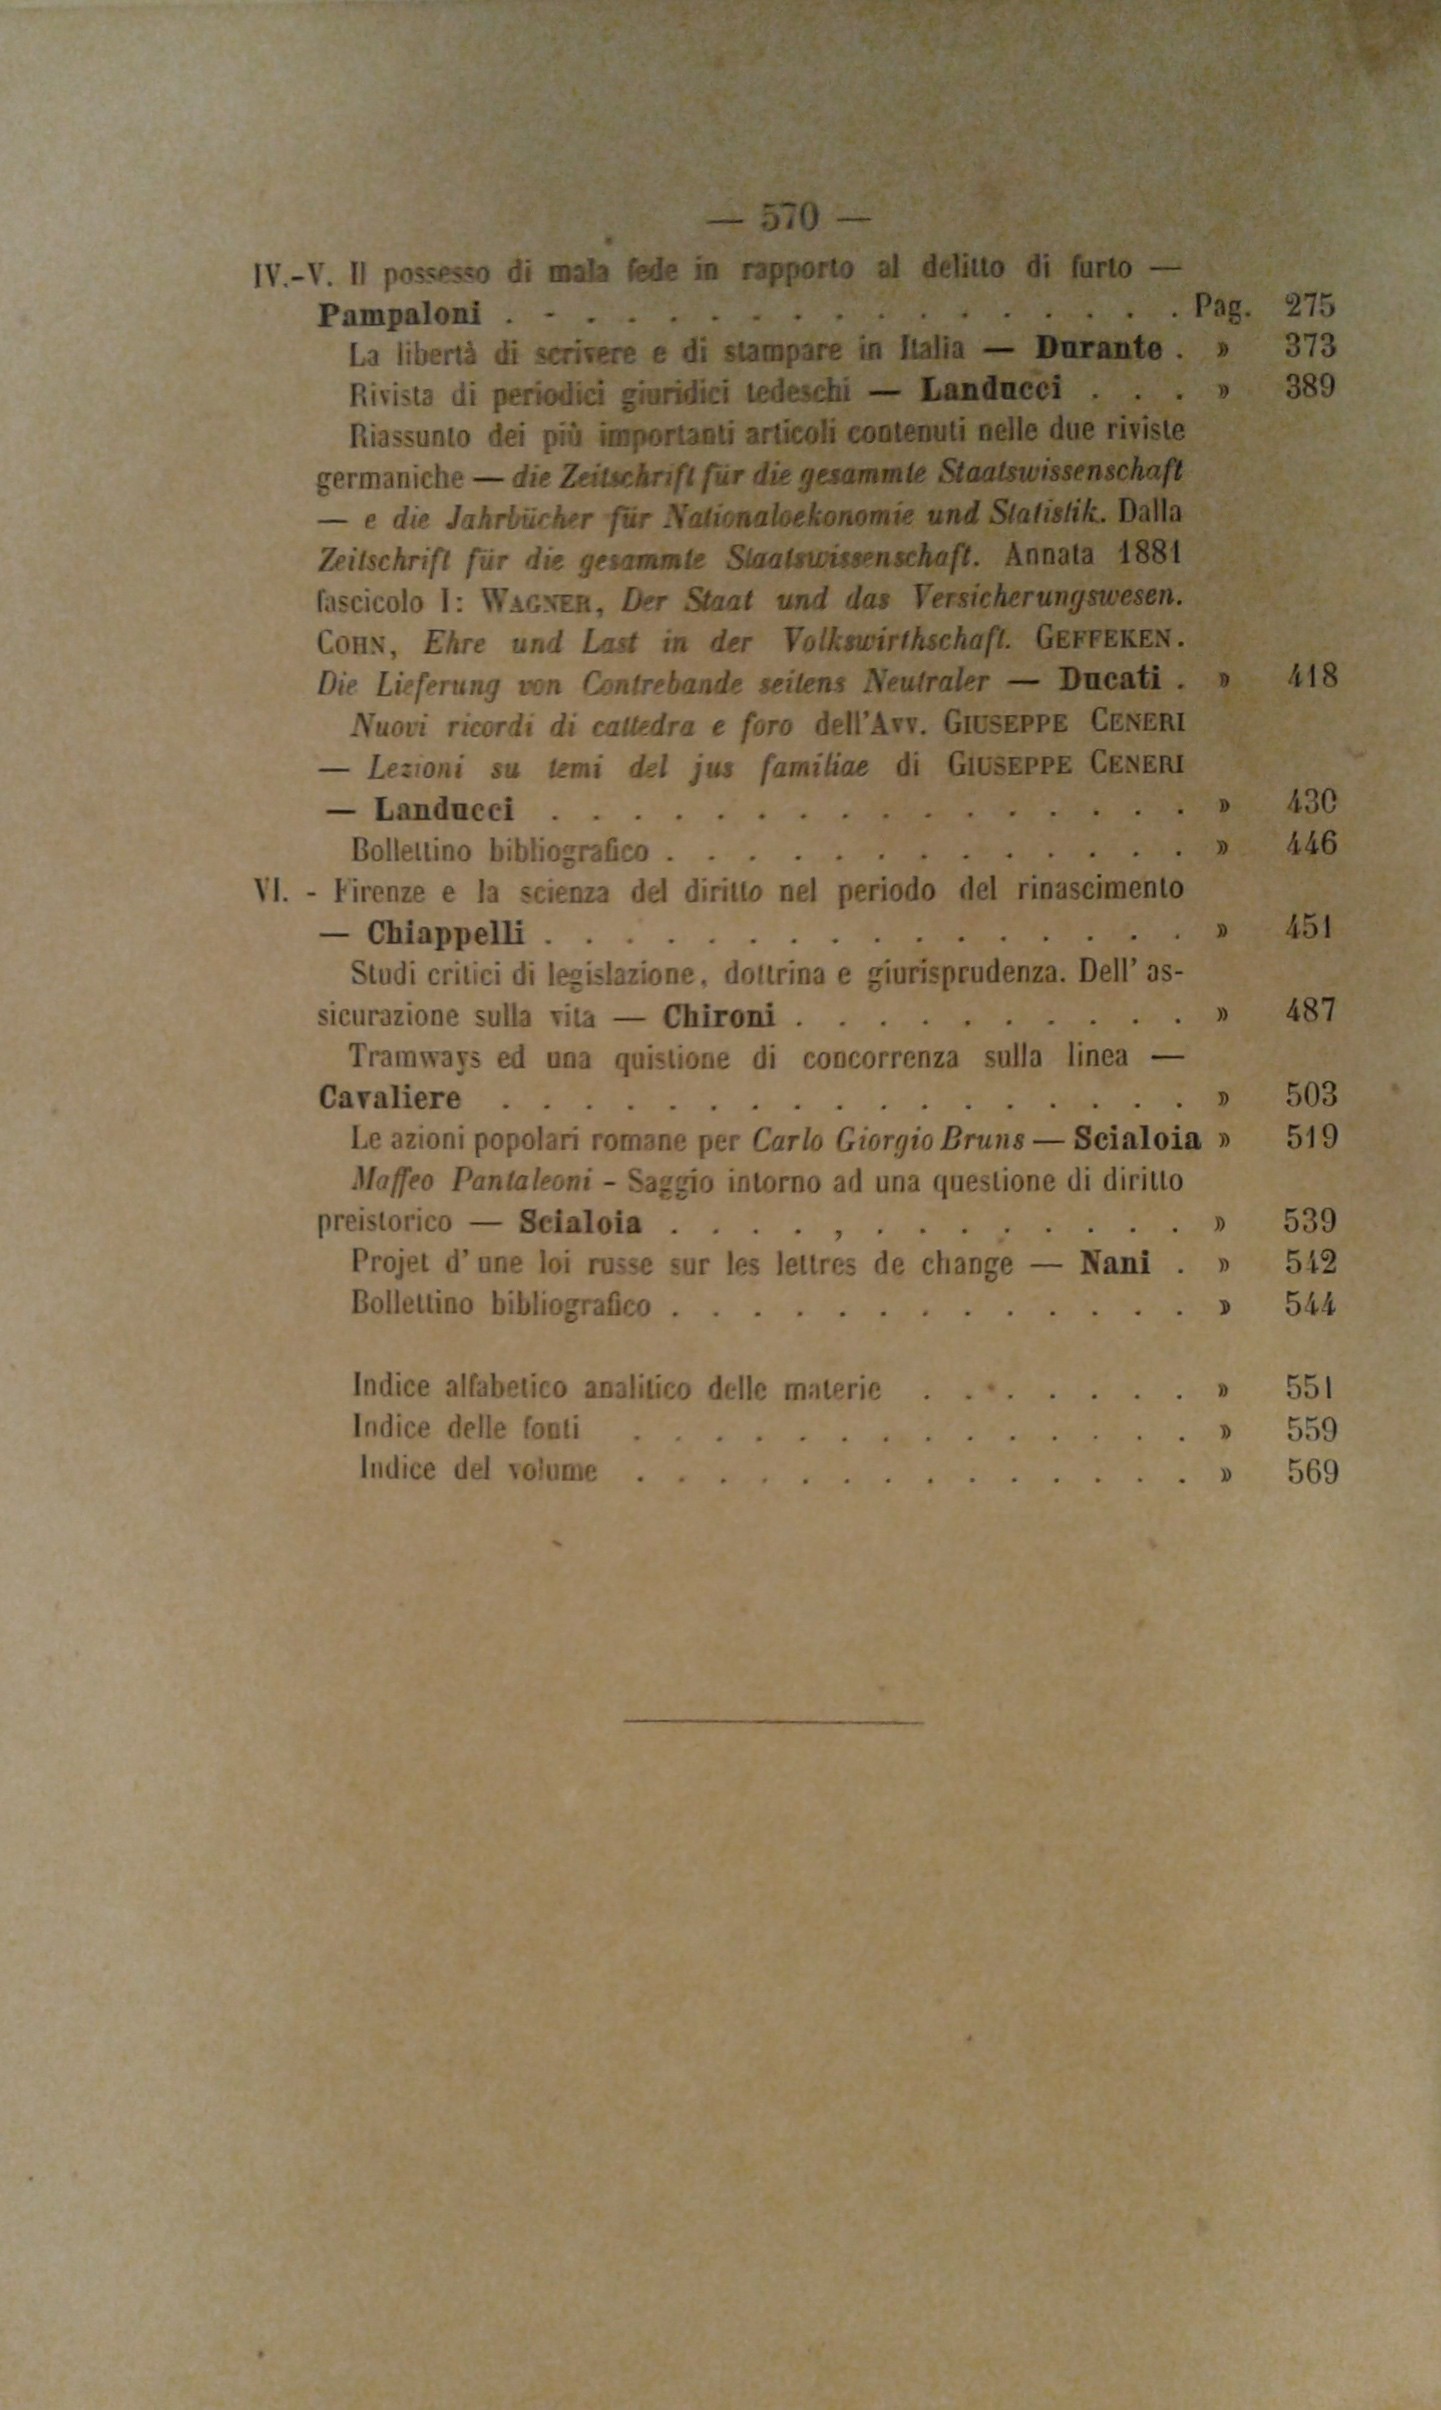 — 570 —
IV.-V. Il possesso di mala fede in rapporto al delitto di furto —
Pampaloni . - . . . . . . . . . . . . . . . Pag. 275
La libertà di scrivere e di stampare in Italia — Durante . » 373
Rivista di periodici giuridici tedeschi — Landucci . . . » 389
Riassunto dei più importanti articoli contenuti nelle due riviste
germaniche — die Zeitschrift für die gesammte Staatswissenschaft
— e die Jahrbücher für Nationaloekonomie und Statistik. Dalla
Zeitschrift für die gesammte Staatswissenschaft. Annata 1881
fascicolo I: WAGNER, Der Staat und das Versicherungswesen.
COHN, Ehre und Last in der Volkswirthschaft. GEFFEKEN.
Die Lieferung von Contrebande seitens Neutraler — Ducati . » 418
Nuovi ricordi di cattedra e foro dell'Avv. GIUSEPPE CENERI
— Lezioni su temi del jus familiae di GIUSEPPE CENERI
— Landucci . . . . . . . . . . . . . . . . » 430
Bollettino bibliografico . . . . . . . . . . . . . » 446
VI. - Firenze e la scienza del diritto nel periodo del rinascimento
— Chiappelli . . . . . . . . . . . . . . . . » 451
Studi critici di legislazione, dottrina e giurisprudenza. Dell' as-
sicurazione sulla vita — Chironi . . . . . . . . . . » 487
Tramways ed una quistione di concorrenza sulla linea —
Cavaliere . . . . . . . . . . . . . . . . . » 503
Le azioni popolari romane per Carlo Giorgio Bruns — Scialoia » 519
Maffeo Pantaleoni - Saggio intorno ad una questione di diritto
preistorico — Scialoia . . . . , . . . . . . . . » 539
Projet d' une loi russe sur les lettres de change — Nani . » 542
Bollettino bibliografico . . . . . . . . . . . . . » 544
Indice alfabetico analitico delle materie . . . . . . . » 551
Indice delle fonti . . . . . . . . . . . . . . » 559
Indice del volume . . . . . . . . . . . . . . » 569